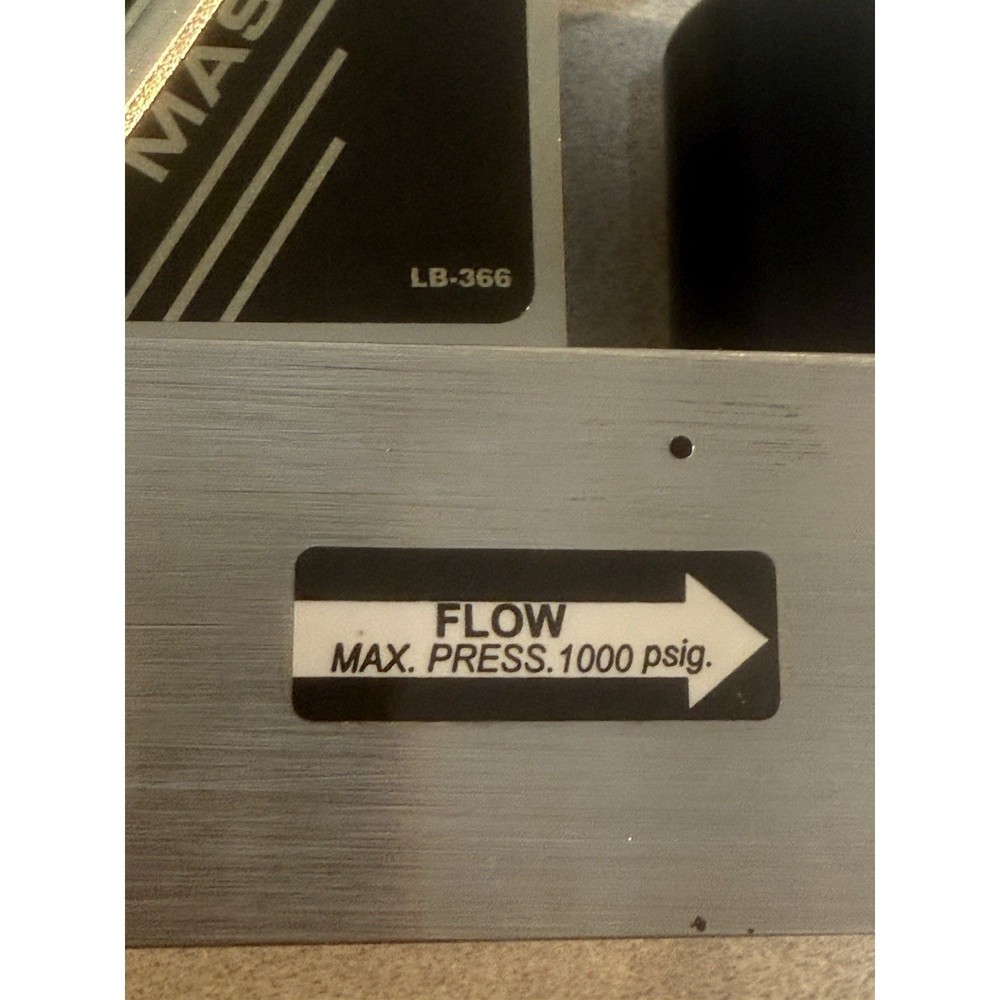 MAS
LB-366
FLOW
MAX. PRESS. 1000 psig.